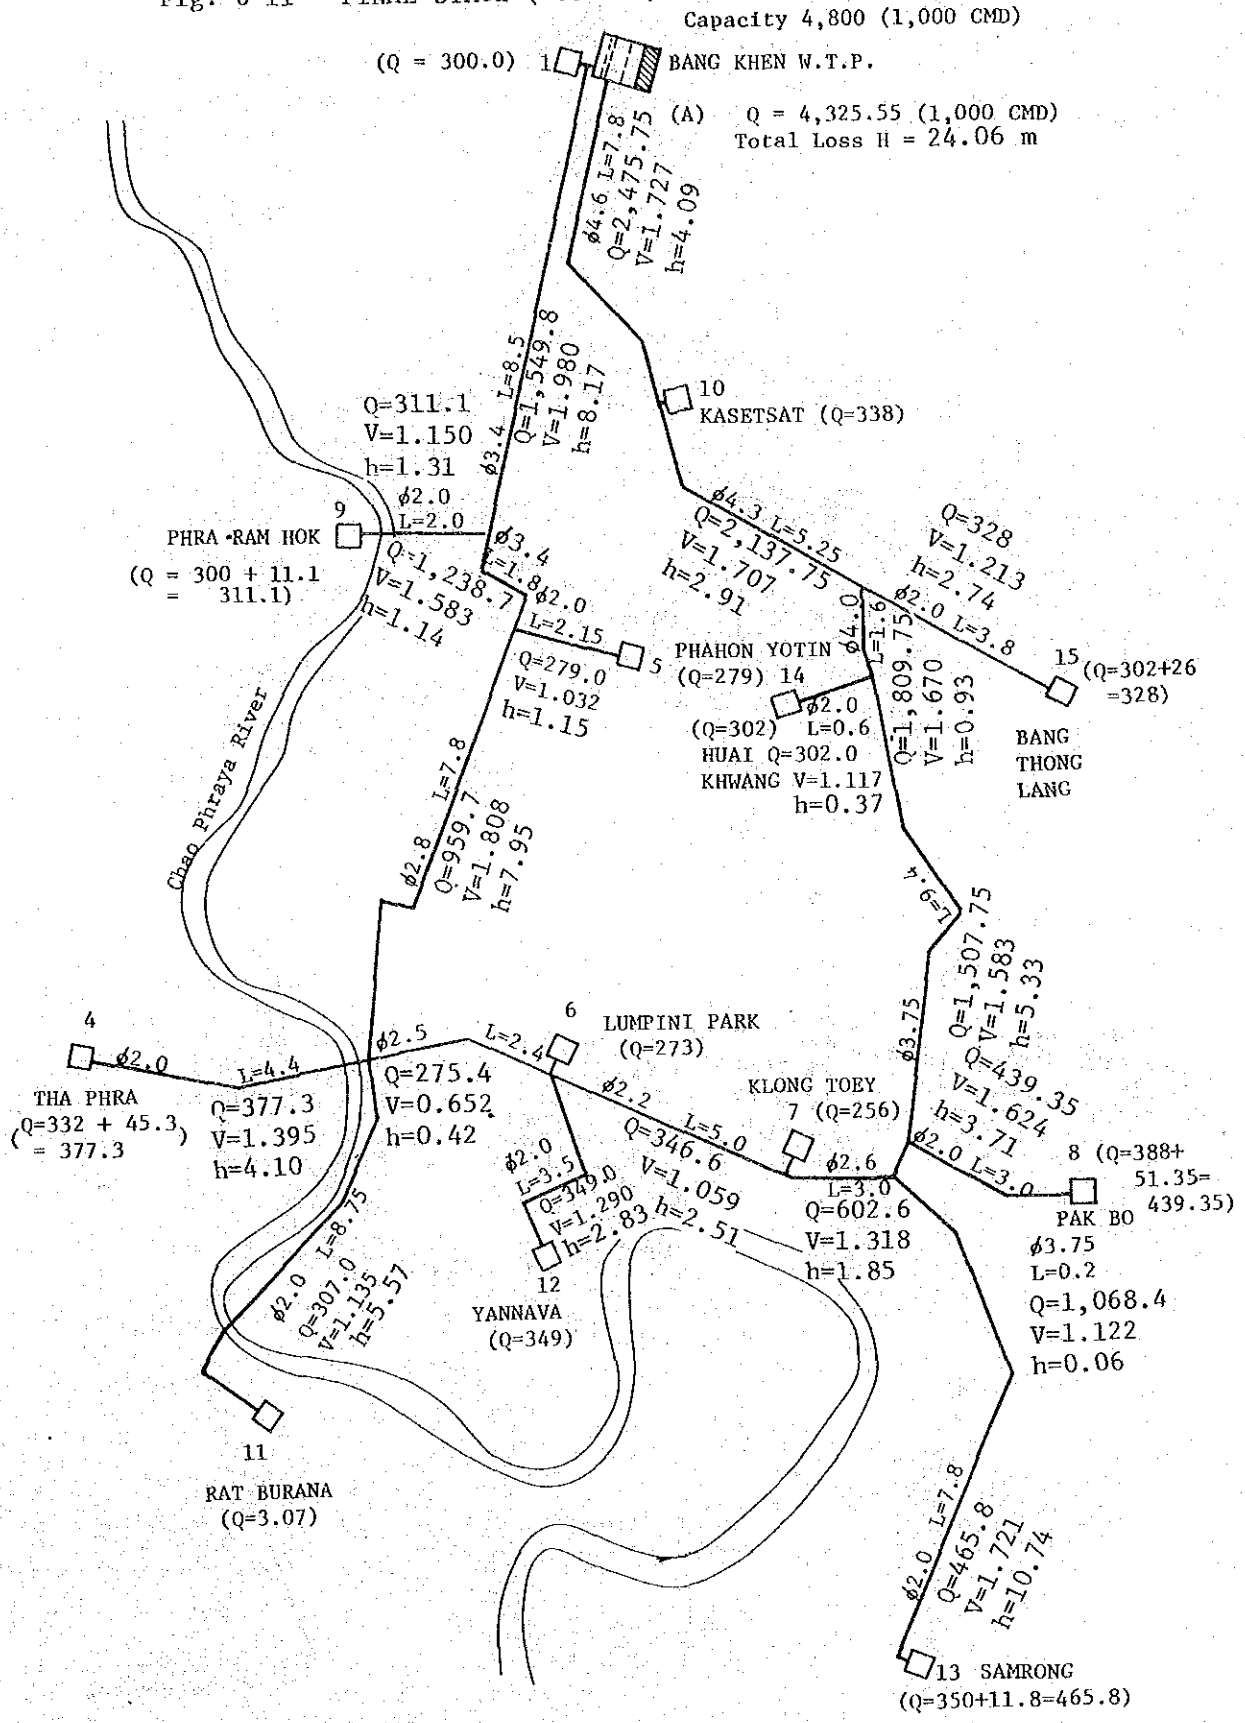 Fig. 6-11 FINAL STAGE
Capacity 4,800 (1,000 CMD)
(Q = 300.0) 1
BANG KHEN W.T.P.
(A) Q = 4,325.55 (1,000 CMD)
Total Loss H = 24.06 m
φ4.6 L=7.8
Q=2,475.75
V=1.727
h=4.09
φ3.4 L=8.5
Q=1,549.8
V=1.980
h=8.17
10
KASETSAT (Q=338)
Q=311.1
V=1.150
h=1.31
φ2.0
L=2.0
9
PHRA RAM HOK
(Q = 300 + 11.1
= 311.1)
φ3.4
L=1.8
Q=1,238.7
V=1.583
h=1.14
φ2.0
L=2.15
5
Q=279.0
V=1.032
h=1.15
PHAHON YOTIN
(Q=279)
φ4.3 L=5.25
Q=2,137.75
V=1.707
h=2.91
Q=328
V=1.213
h=2.74
φ2.0 L=3.8
15
(Q=302+26
=328)
BANG
THONG
LANG
φ4.0
L=1.6
Q=1,809.75
V=1.670
h=0.93
14
φ2.0
(Q=302) L=0.6
HUAI Q=302.0
KHWANG V=1.117
h=0.37
Chao Phraya River
φ2.8 L=7.8
Q=959.7
V=1.808
h=7.95
L=9.4
φ3.75
Q=1,507.75
V=1.583
h=5.33
4
φ2.0 L=4.4
THA PHRA
(Q=332 + 45.3)
= 377.3
Q=377.3
V=1.395
h=4.10
φ2.5 L=2.4
Q=275.4
V=0.652
h=0.42
6
LUMPINI PARK
(Q=273)
φ2.2 L=5.0
Q=346.6
V=1.059
h=2.51
KLONG TOEY
7 (Q=256)
φ2.6
L=3.0
Q=602.6
V=1.318
h=1.85
Q=439.35
V=1.624
h=3.71
φ2.0 L=3.0
8 (Q=388+
51.35=
439.35)
PAK BO
φ3.75
L=0.2
Q=1,068.4
V=1.122
h=0.06
φ2.0
L=3.5
Q=349.0
V=1.290
h=2.83
12
YANNAVA
(Q=349)
φ2.0 L=8.75
Q=307.0
V=1.135
h=5.57
11
RAT BURANA
(Q=3.07)
φ2.0 L=7.8
Q=465.8
V=1.721
h=10.74
13 SAMRONG
(Q=350+11.8=465.8)